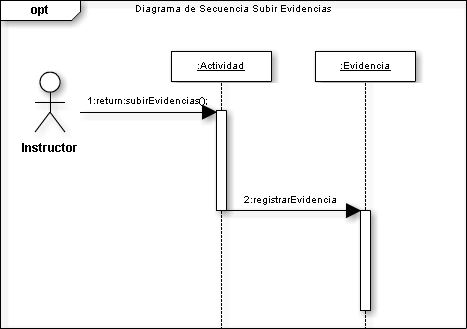 opt
Diagrama de Secuencia Subir Evidencias
:Actividad
:Evidencia
1:return:subirEvidencias();
Instructor
2:registrarEvidencia